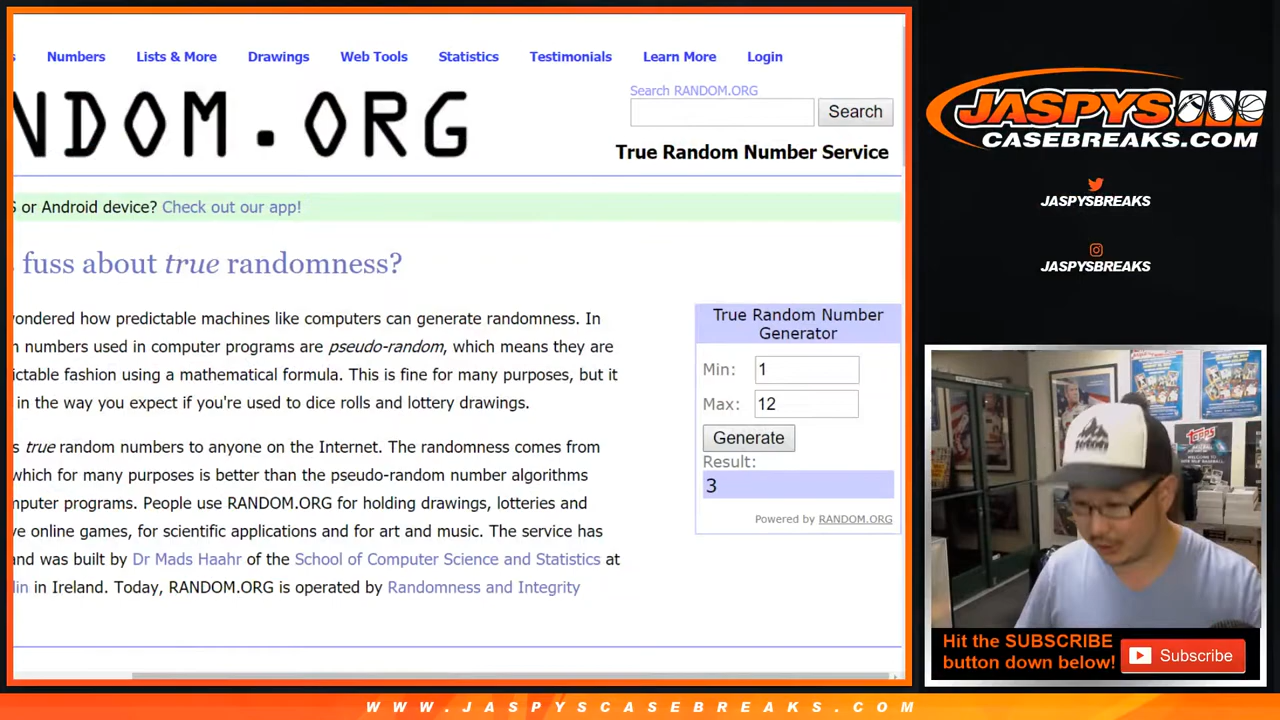 Numbers Lists & More Drawings Web Tools Statistics Testimonials Learn More Login
Search RANDOM.ORG
NDOM.ORG
Search
True Random Number Service
S or Android device? Check out our app!
fuss about true randomness?
ondered how predictable machines like computers can generate randomness. In
n numbers used in computer programs are pseudo-random, which means they are
ictable fashion using a mathematical formula. This is fine for many purposes, but it
in the way you expect if you're used to dice rolls and lottery drawings.
s true random numbers to anyone on the Internet. The randomness comes from
which for many purposes is better than the pseudo-random number algorithms
mputer programs. People use RANDOM.ORG for holding drawings, lotteries and
ve online games, for scientific applications and for art and music. The service has
and was built by Dr Mads Haahr of the School of Computer Science and Statistics at
lin in Ireland. Today, RANDOM.ORG is operated by Randomness and Integrity
True Random Number
Generator
Min: 1
Max: 12
Generate
Result:
3
Powered by RANDOM.ORG
JASPYS
CASEBREAKS.COM
JASPYSBREAKS
JASPYSBREAKS
TOPPS
Hit the SUBSCRIBE
button down below!
Subscribe
WWW.JASPYSCASEBREAKS.COM